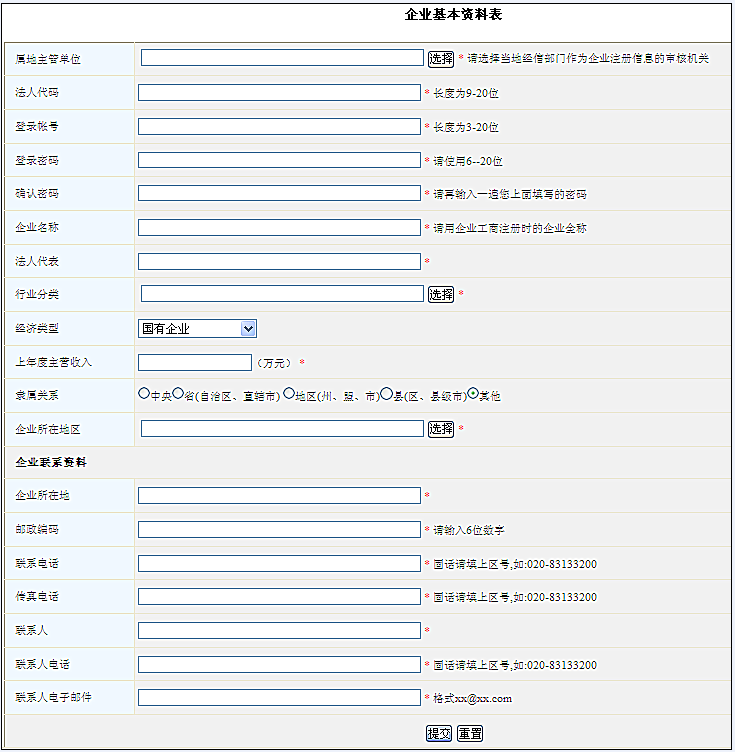 企业基本资料表
属地主管单位 选择 * 请选择当地经信部门作为企业注册信息的审核机关
法人代码 * 长度为9-20位
登录帐号 * 长度为3-20位
登录密码 * 请使用6--20位
确认密码 * 请再输入一遍您上面填写的密码
企业名称 * 请用企业工商注册时的企业全称
法人代表 *
行业分类 选择 *
经济类型 国有企业
上年度主营收入 （万元） *
隶属关系 中央 省(自治区、直辖市) 地区(州、盟、市) 县(区、县级市) 其他
企业所在地区 选择 *
企业联系资料
企业所在地 *
邮政编码 * 请输入6位数字
联系电话 * 固话请填上区号,如:020-83133200
传真电话 * 固话请填上区号,如:020-83133200
联系人 *
联系人电话 * 固话请填上区号,如:020-83133200
联系人电子邮件 * 格式xx@xx.com
提交 重置